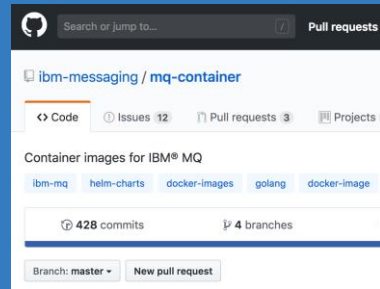 Search or jump to... / Pull requests
ibm-messaging / mq-container
<> Code Issues 12 Pull requests 3 Projects
Container images for IBM® MQ
ibm-mq helm-charts docker-images golang docker-image
428 commits 4 branches
Branch: master New pull request